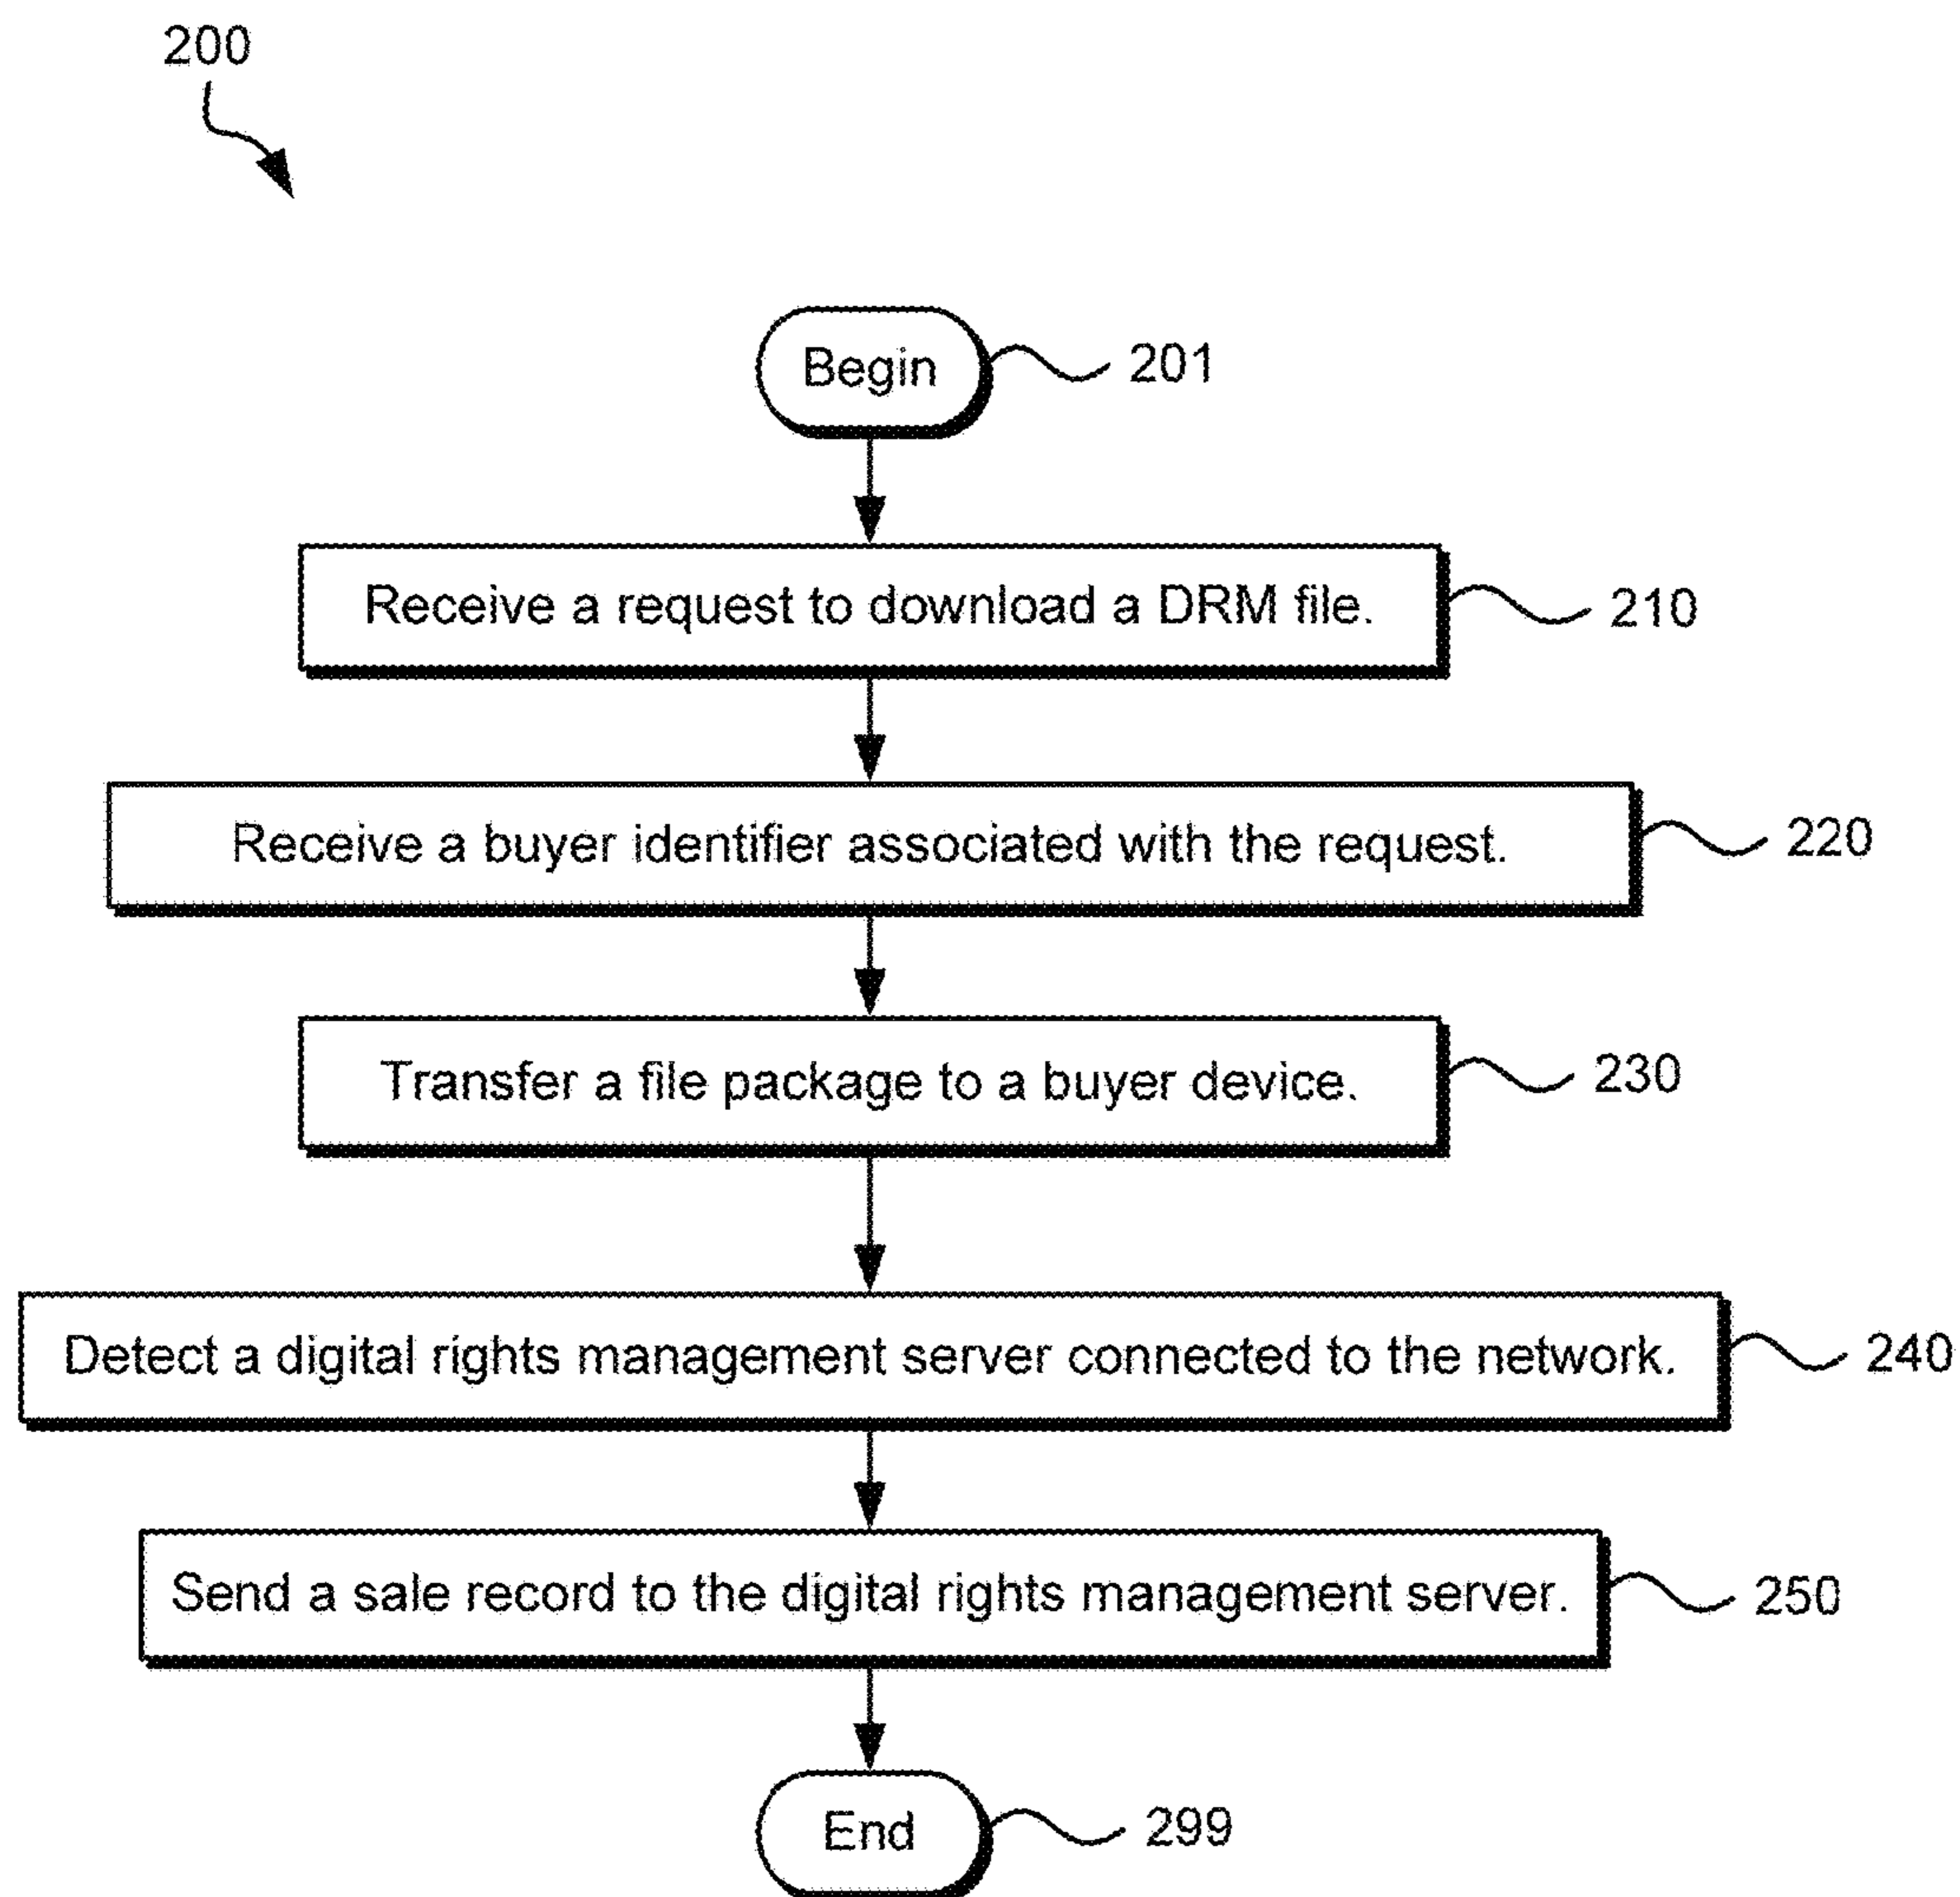 200
Begin
201
Receive a request to download a DRM file.
210
Receive a buyer identifier associated with the request.
220
Transfer a file package to a buyer device.
230
Detect a digital rights management server connected to the network.
240
Send a sale record to the digital rights management server.
250
End
299